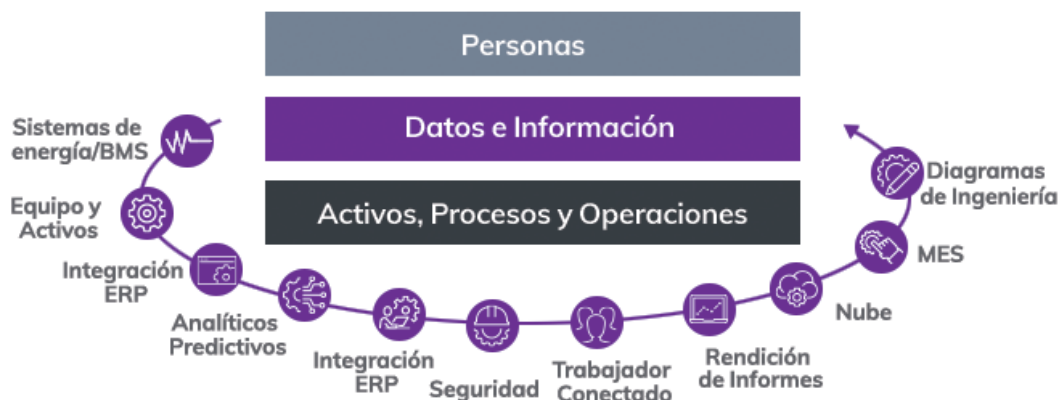 Personas
Datos e Información
Activos, Procesos y Operaciones
Sistemas de
energía/BMS
Equipo y
Activos
Integración
ERP
Analíticos
Predictivos
Integración
ERP
Seguridad
Trabajador
Conectado
Rendición
de Informes
Nube
MES
Diagramas
de Ingeniería